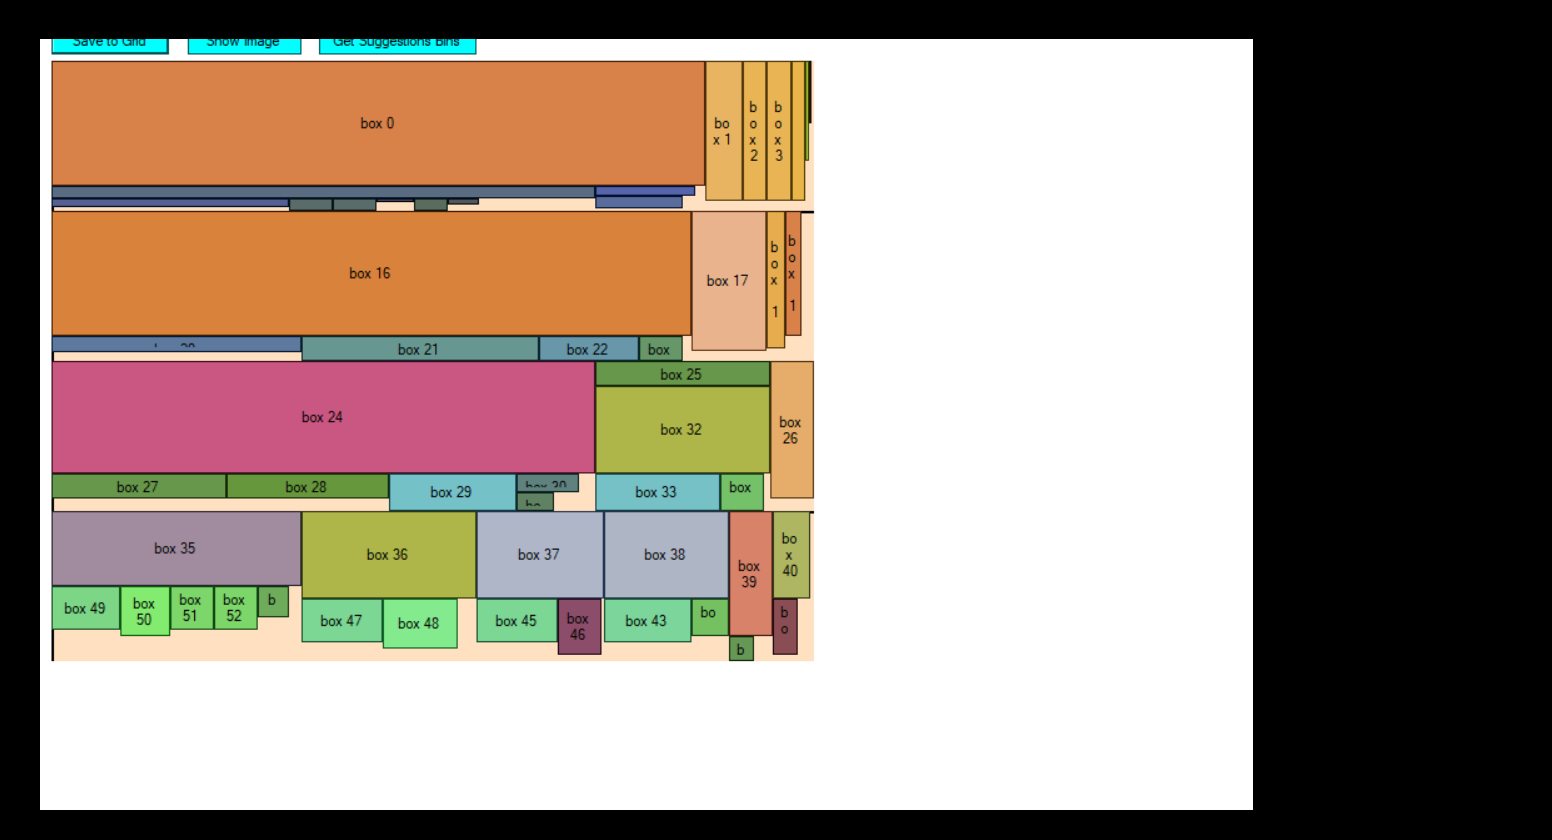 Save to Grid
Show Image
Get Suggestions Bins
box 0
bo
x 1
b
o
x
2
b
o
x
3
box 16
box 17
b
o
x
1
b
o
x
1
box 21
box 22
box
box 24
box 25
box 32
box
26
box 27
box 28
box 29
box 33
box
box 35
box 36
box 37
box 38
box
39
bo
x
40
box 49
box
50
box
51
box
52
b
box 47
box 48
box 45
box
46
box 43
bo
b
b
o